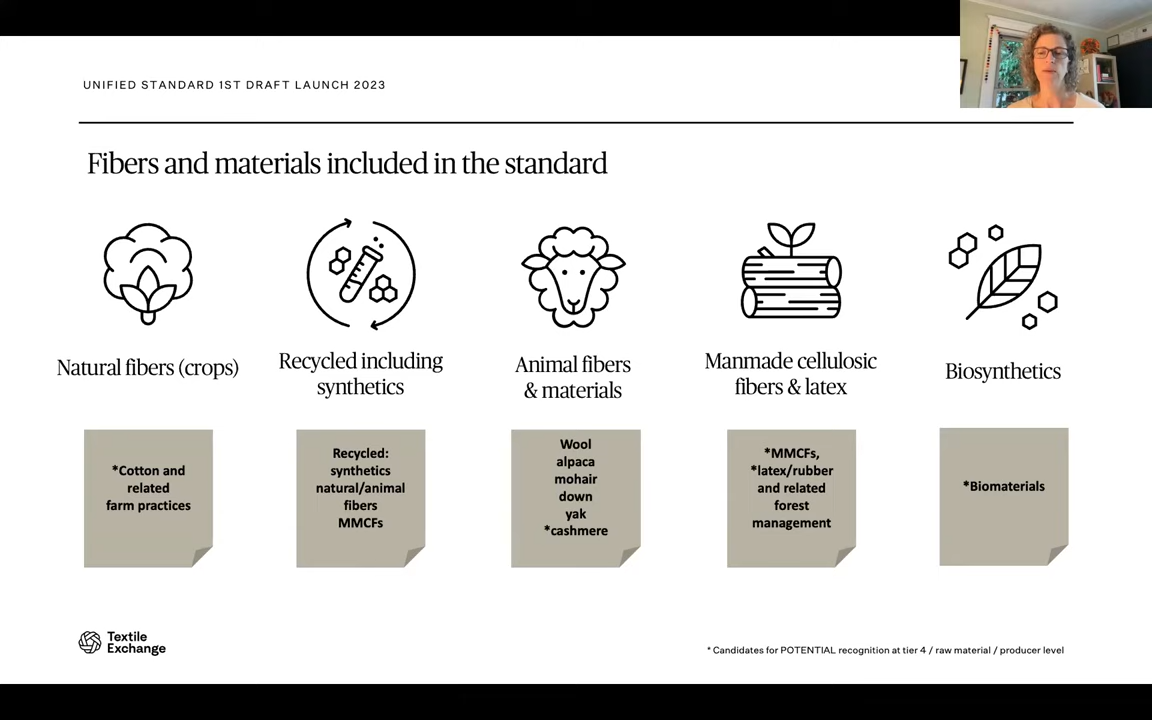 UNIFIED STANDARD 1ST DRAFT LAUNCH 2023
Fibers and materials included in the standard
Natural fibers (crops)
*Cotton and
related
farm practices
Recycled including
synthetics
Recycled:
synthetics
natural/animal
fibers
MMCFs
Animal fibers
& materials
Wool
alpaca
mohair
down
yak
*cashmere
Manmade cellulosic
fibers & latex
*MMCFs,
*latex/rubber
and related
forest
management
Biosynthetics
*Biomaterials
Textile
Exchange
* Candidates for POTENTIAL recognition at tier 4 / raw material / producer level